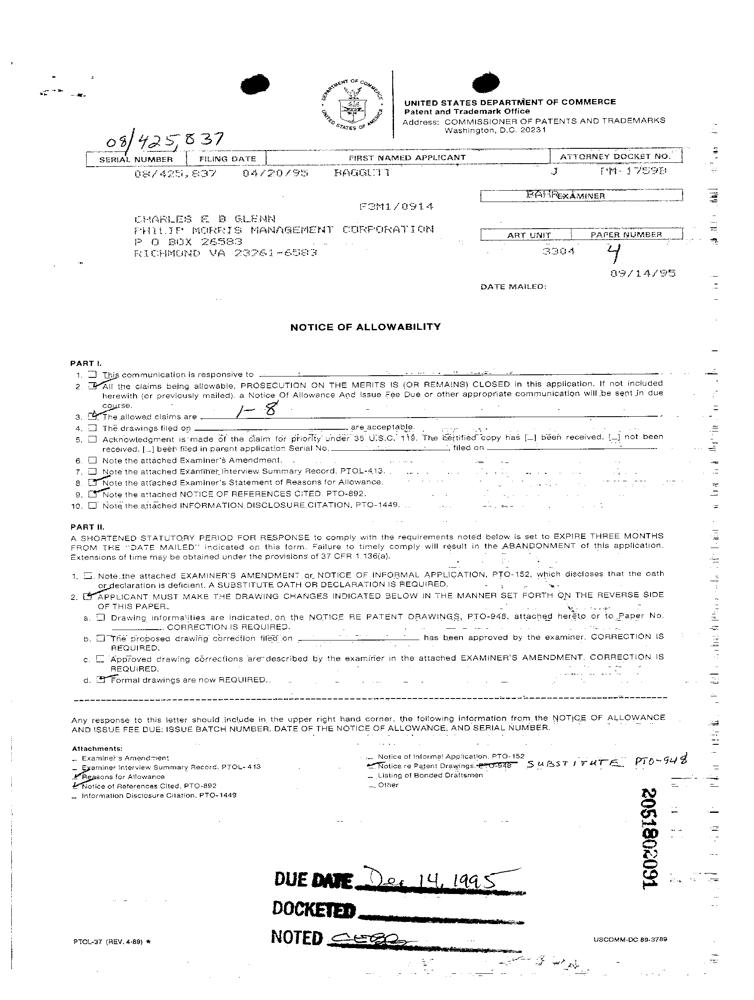 DEPARTMENT OF COMMERCE
UNITED STATES OF AMERICA
UNITED STATES DEPARTMENT OF COMMERCE
Patent and Trademark Office
Address: COMMISSIONER OF PATENTS AND TRADEMARKS
Washington, D.C. 20231
08/425,837
SERIAL NUMBER FILING DATE FIRST NAMED APPLICANT ATTORNEY DOCKET NO.
08/425,837 04/20/95 J PM-1759B
EXAMINER
F3M1/0914
CHARLES E B GLENN
PHILIP MORRIS MANAGEMENT CORPORATION
P O BOX 26583
RICHMOND VA 23261-6583
ART UNIT PAPER NUMBER
3304 4
09/14/95
DATE MAILED:
NOTICE OF ALLOWABILITY
PART I.
1. This communication is responsive to
2. All the claims being allowable, PROSECUTION ON THE MERITS IS (OR REMAINS) CLOSED in this application. If not included
herewith (or previously mailed), a Notice Of Allowance And Issue Fee Due or other appropriate communication will be sent in due
course.
3. The allowed claims are 1-8
4. The drawings filed on are acceptable.
5. Acknowledgment is made of the claim for priority under 35 U.S.C. 119. The certified copy has [_] been received. [_] not been
received. [_] been filed in parent application Serial No. , filed on
6. Note the attached Examiner's Amendment.
7. Note the attached Examiner Interview Summary Record, PTOL-413.
8. Note the attached Examiner's Statement of Reasons for Allowance.
9. Note the attached NOTICE OF REFERENCES CITED, PTO-892.
10. Note the attached INFORMATION DISCLOSURE CITATION, PTO-1449.
PART II.
A SHORTENED STATUTORY PERIOD FOR RESPONSE to comply with the requirements noted below is set to EXPIRE THREE MONTHS
FROM THE "DATE MAILED" indicated on this form. Failure to timely comply will result in the ABANDONMENT of this application.
Extensions of time may be obtained under the provisions of 37 CFR 1.136(a).
1. Note the attached EXAMINER'S AMENDMENT or NOTICE OF INFORMAL APPLICATION, PTO-152, which discloses that the oath
or declaration is deficient. A SUBSTITUTE OATH OR DECLARATION IS REQUIRED.
2. APPLICANT MUST MAKE THE DRAWING CHANGES INDICATED BELOW IN THE MANNER SET FORTH ON THE REVERSE SIDE
OF THIS PAPER.
a. Drawing informalities are indicated on the NOTICE RE PATENT DRAWINGS, PTO-948, attached hereto or to Paper No.
. CORRECTION IS REQUIRED.
b. The proposed drawing correction filed on has been approved by the examiner. CORRECTION IS
REQUIRED.
c. Approved drawing corrections are described by the examiner in the attached EXAMINER'S AMENDMENT. CORRECTION IS
REQUIRED.
d. Formal drawings are now REQUIRED.
Any response to this letter should include in the upper right hand corner, the following information from the NOTICE OF ALLOWANCE
AND ISSUE FEE DUE: ISSUE BATCH NUMBER, DATE OF THE NOTICE OF ALLOWANCE, AND SERIAL NUMBER.
Attachments:
_ Examiner's Amendment
_ Examiner Interview Summary Record, PTOL-413
Reasons for Allowance
Notice of References Cited, PTO-892
_ Information Disclosure Citation, PTO-1449
_ Notice of Informal Application, PTO-152
Notice re Patent Drawings, PTO-948 SUBSTITUTE PTO-948
_ Listing of Bonded Draftsmen
_ Other
2051802091
DUE DATE Dec 14, 1995
DOCKETED
NOTED
PTOL-37 (REV. 4-89) ★
USCOMM-DC 89-3789